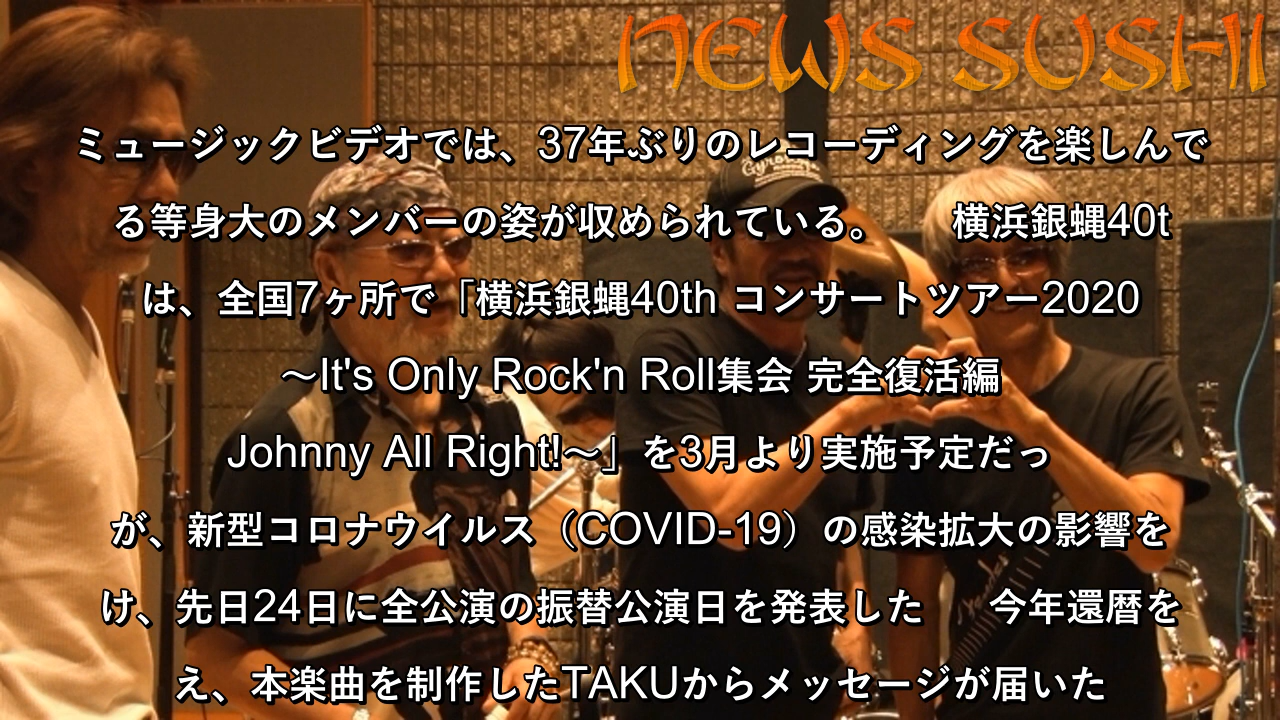 NEWS SUSHI
ミュージックビデオでは、37年ぶりのレコーディングを楽しんで
る等身大のメンバーの姿が収められている。　　横浜銀蝿40t
は、全国7ヶ所で「横浜銀蝿40th コンサートツアー2020
〜It's Only Rock'n Roll集会 完全復活編
Johnny All Right!〜」を3月より実施予定だっ
が、新型コロナウイルス（COVID-19）の感染拡大の影響を
け、先日24日に全公演の振替公演日を発表した　　今年還暦を
え、本楽曲を制作したTAKUからメッセージが届いた